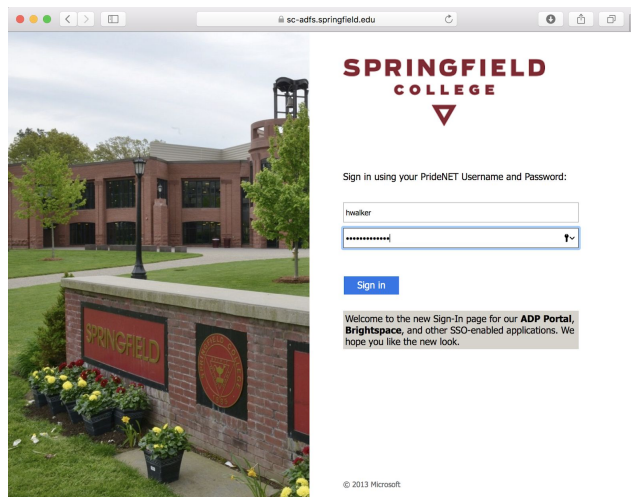 sc-adfs.springfield.edu
SPRINGFIELD
COLLEGE
Sign in using your PrideNET Username and Password:
hwalker
•••••••••••••
Sign in
Welcome to the new Sign-In page for our ADP Portal,
Brightspace, and other SSO-enabled applications. We
hope you like the new look.
SPRINGFIELD
© 2013 Microsoft